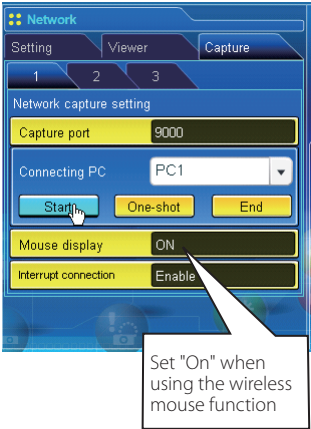 Network
Setting Viewer Capture
1 2 3
Network capture setting
Capture port 9000
Connecting PC PC1
Start One-shot End
Mouse display ON
Interrupt connection Enable
Set "On" when
using the wireless
mouse function